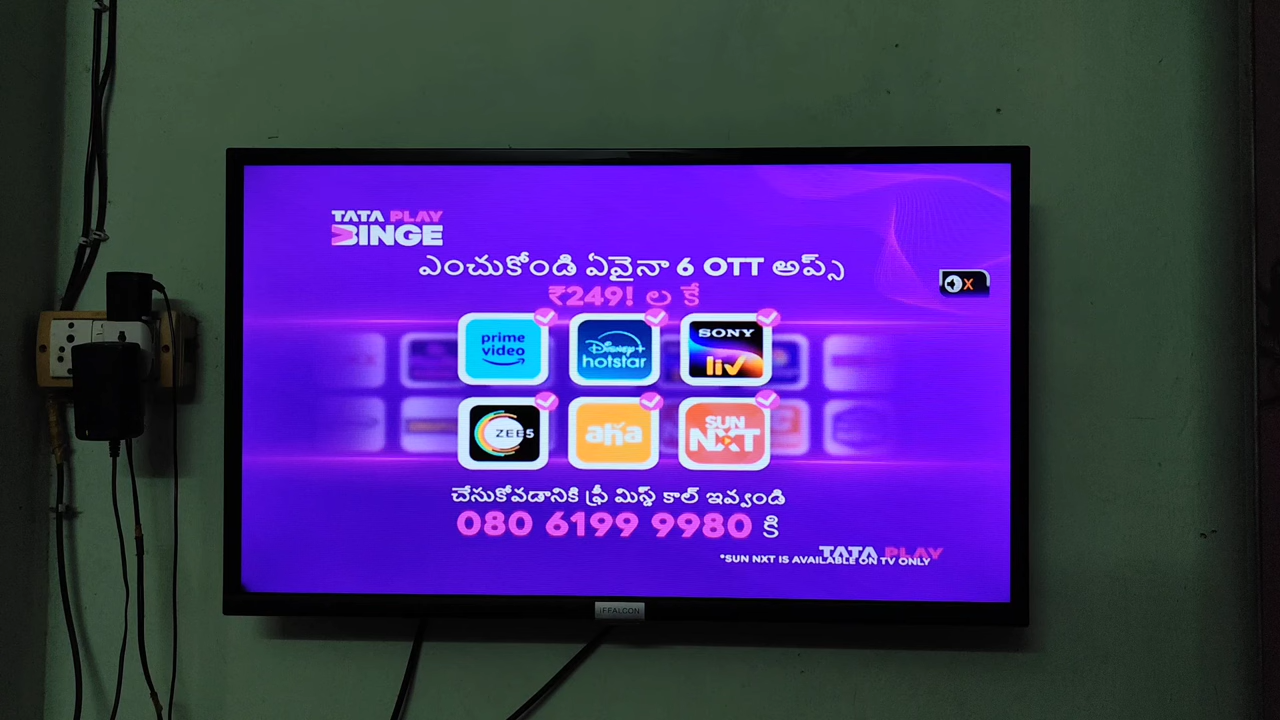 TATA PLAY
BINGE
ఎంచుకోండి ఏవైనా 6 OTT అప్స్
₹249! ల కే
prime
video
Disney+
hotstar
SONY
liv
ZEE5
aha
SUN
NXT
చేసుకోవడానికి ఫ్రీ మిస్డ్ కాల్ ఇవ్వండి
080 6199 9980 కి
TATA PLAY
*SUN NXT IS AVAILABLE ON TV ONLY
iFFALCON